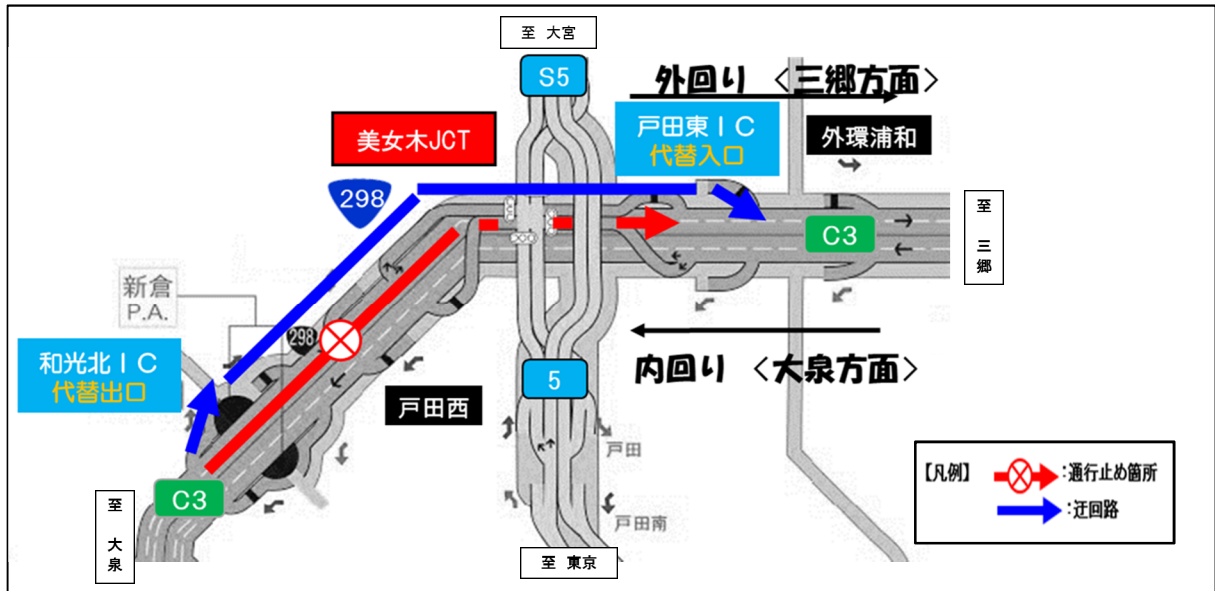 至 大宮
S5
外回り <三郷方面>
美女木JCT
戸田東IC
代替入口
外環浦和
298
至 三郷
C3
新倉
P.A.
298
和光北IC
代替出口
内回り <大泉方面>
5
戸田西
戸田
【凡例】
:通行止め箇所
:迂回路
C3
至 大泉
戸田南
至 東京